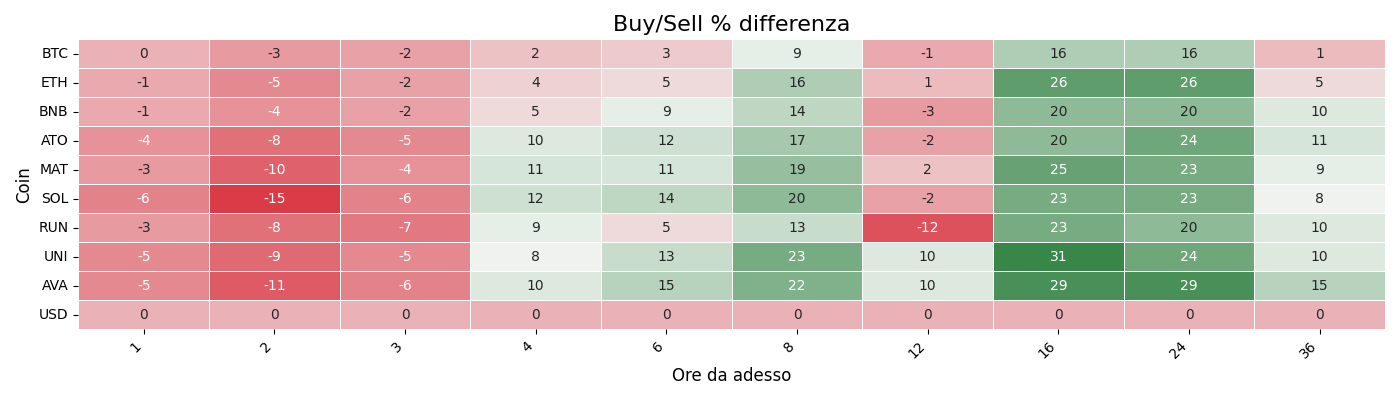 Buy/Sell % differenza
BTC 0 -3 -2 2 3 9 -1 16 16 1
ETH -1 -5 -2 4 5 16 1 26 26 5
BNB -1 -4 -2 5 9 14 -3 20 20 10
ATO -4 -8 -5 10 12 17 -2 20 24 11
MAT -3 -10 -4 11 11 19 2 25 23 9
SOL -6 -15 -6 12 14 20 -2 23 23 8
RUN -3 -8 -7 9 5 13 -12 23 20 10
UNI -5 -9 -5 8 13 23 10 31 24 10
AVA -5 -11 -6 10 15 22 10 29 29 15
USD 0 0 0 0 0 0 0 0 0 0
Coin
1 2 3 4 6 8 12 16 24 36
Ore da adesso